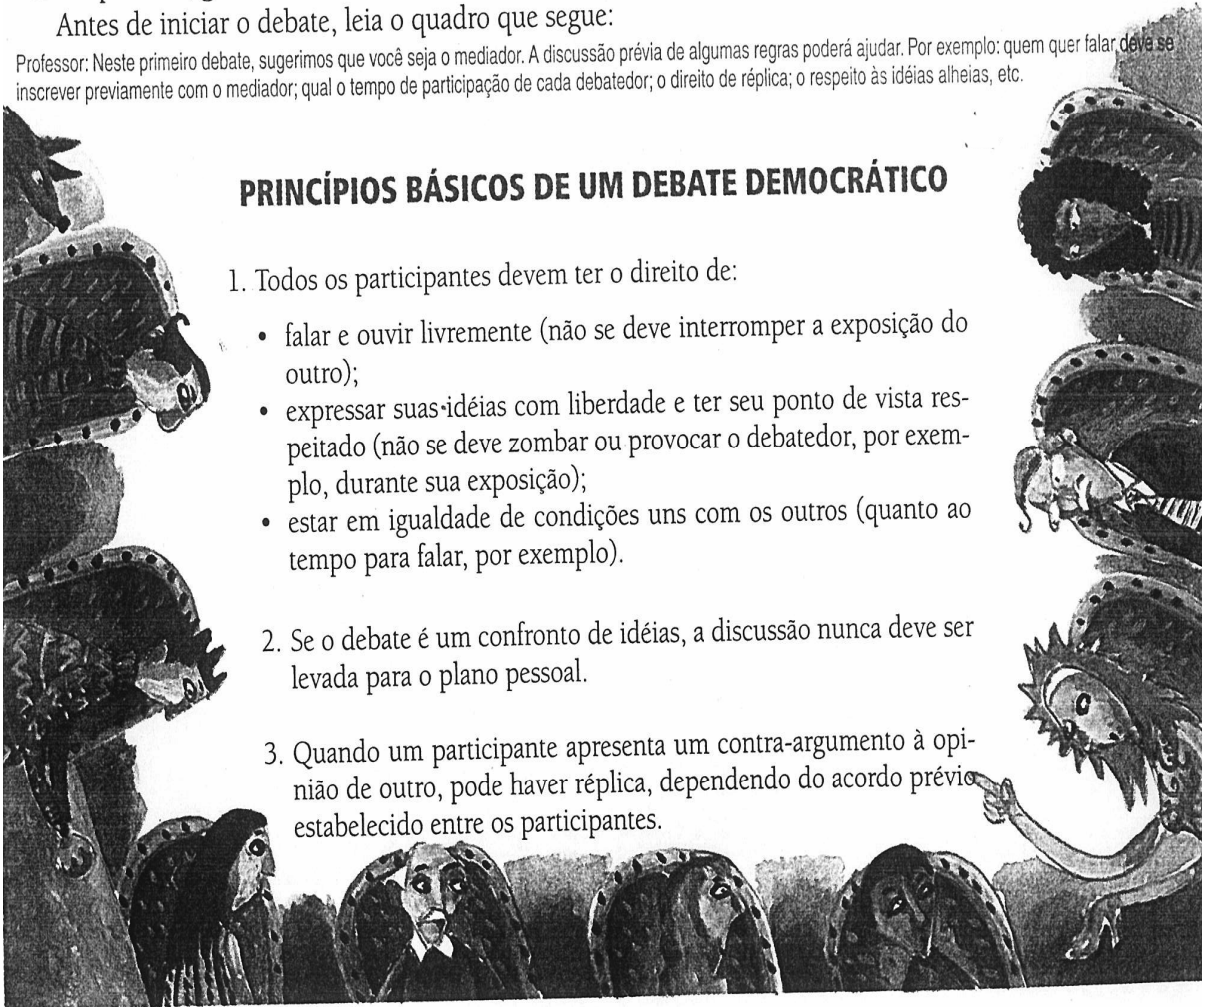 Antes de iniciar o debate, leia o quadro que segue:
Professor: Neste primeiro debate, sugerimos que você seja o mediador. A discussão prévia de algumas regras poderá ajudar. Por exemplo: quem quer falar deve se
inscrever previamente com o mediador; qual o tempo de participação de cada debatedor; o direito de réplica; o respeito às idéias alheias, etc.
PRINCÍPIOS BÁSICOS DE UM DEBATE DEMOCRÁTICO
1. Todos os participantes devem ter o direito de:
• falar e ouvir livremente (não se deve interromper a exposição do
outro);
• expressar suas idéias com liberdade e ter seu ponto de vista res-
peitado (não se deve zombar ou provocar o debatedor, por exem-
plo, durante sua exposição);
• estar em igualdade de condições uns com os outros (quanto ao
tempo para falar, por exemplo).
2. Se o debate é um confronto de idéias, a discussão nunca deve ser
levada para o plano pessoal.
3. Quando um participante apresenta um contra-argumento à opi-
nião de outro, pode haver réplica, dependendo do acordo prévio
estabelecido entre os participantes.